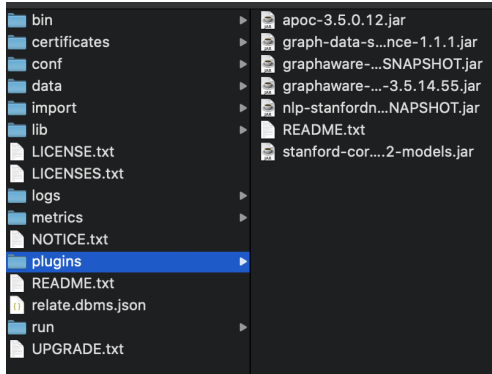 bin
certificates
conf
data
import
lib
LICENSE.txt
LICENSES.txt
logs
metrics
NOTICE.txt
plugins
README.txt
relate.dbms.json
run
UPGRADE.txt
apoc-3.5.0.12.jar
graph-data-s...nce-1.1.1.jar
graphaware-...SNAPSHOT.jar
graphaware-...-3.5.14.55.jar
nlp-stanfordn...NAPSHOT.jar
README.txt
stanford-cor....2-models.jar